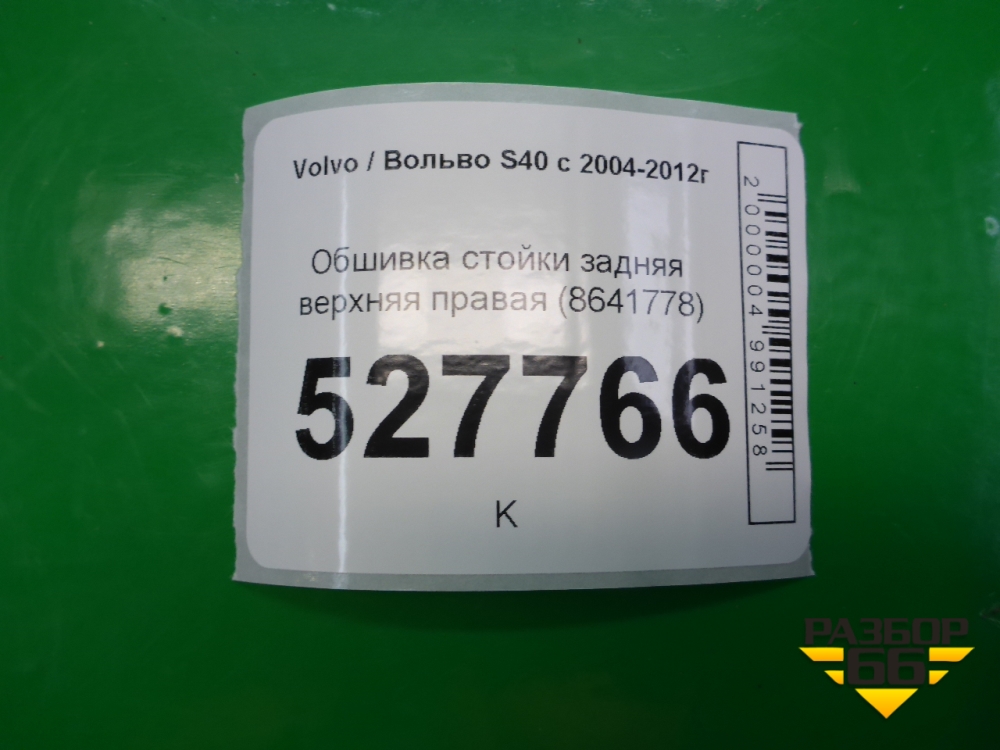 Volvo / Вольво S40 с 2004-2012г
Обшивка стойки задняя
верхняя правая (8641778)
527766
К
2000004991258
РАЗБОР
66